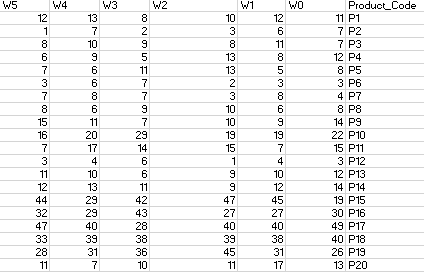 W5 W4 W3 W2 W1 W0 Product_Code
12 13 8 10 12 11 P1
1 7 2 3 6 7 P2
8 10 9 8 11 7 P3
6 9 5 13 8 12 P4
7 6 11 13 5 8 P5
3 6 7 2 3 3 P6
7 8 7 3 8 4 P7
8 6 9 10 6 8 P8
15 11 7 10 9 14 P9
16 20 29 19 19 22 P10
7 17 14 15 7 15 P11
3 4 6 1 4 3 P12
11 10 6 9 10 12 P13
12 13 11 9 12 14 P14
44 29 42 47 45 19 P15
32 29 43 27 27 30 P16
47 40 28 40 40 49 P17
33 39 38 39 38 40 P18
28 31 36 45 31 26 P19
11 7 10 11 17 13 P20